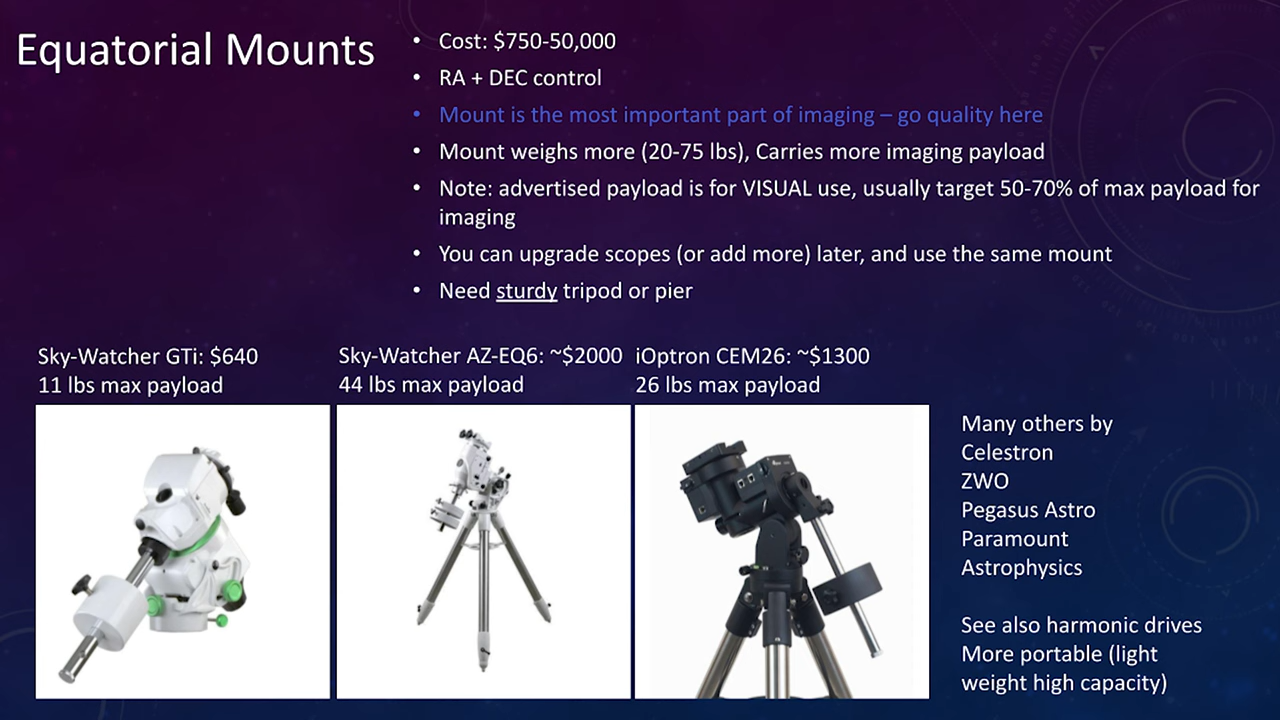 Equatorial Mounts
• Cost: $750-50,000
• RA + DEC control
• Mount is the most important part of imaging – go quality here
• Mount weighs more (20-75 lbs), Carries more imaging payload
• Note: advertised payload is for VISUAL use, usually target 50-70% of max payload for
imaging
• You can upgrade scopes (or add more) later, and use the same mount
• Need sturdy tripod or pier
Sky-Watcher GTi: $640
11 lbs max payload
Sky-Watcher AZ-EQ6: ~$2000
44 lbs max payload
iOptron CEM26: ~$1300
26 lbs max payload
Many others by
Celestron
ZWO
Pegasus Astro
Paramount
Astrophysics
See also harmonic drives
More portable (light
weight high capacity)